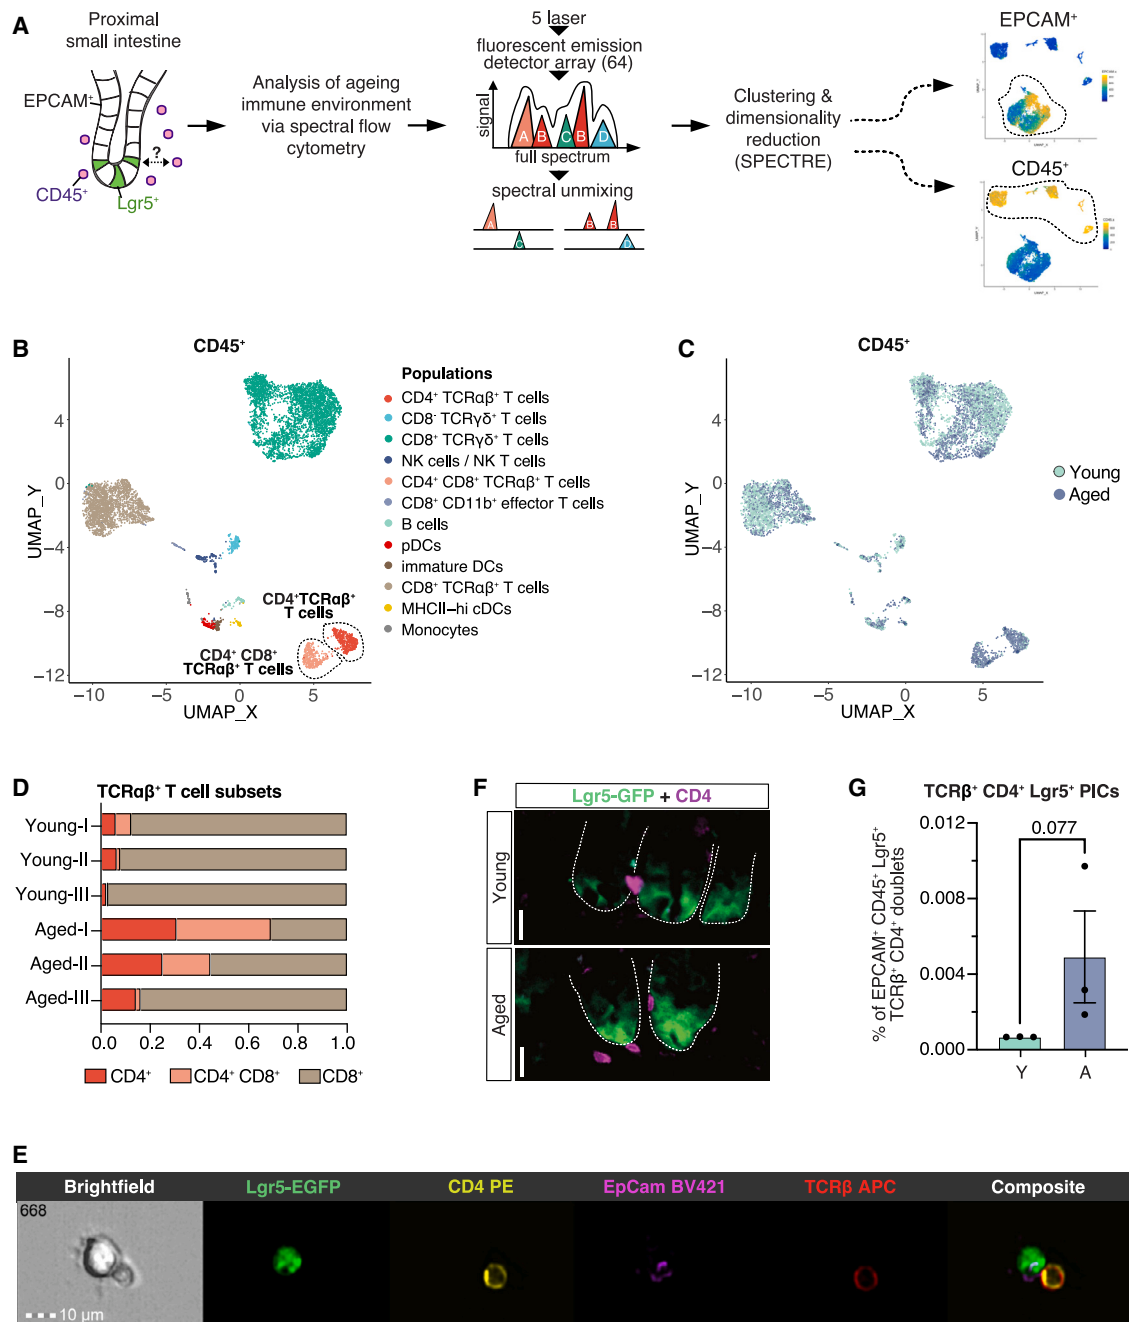 A
Proximal
small intestine
EPCAM⁺
?
CD45⁺
Lgr5⁺
Analysis of ageing
immune environment
via spectral flow
cytometry
5 laser
fluorescent emission
detector array (64)
signal
A B C B D
full spectrum
spectral unmixing
A B B
C D
Clustering &
dimensionality
reduction
(SPECTRE)
EPCAM⁺
CD45⁺
B
CD45⁺
UMAP_Y
4
0
−4
−8
−12
−10 −5 0 5
UMAP_X
CD4⁺TCRαβ⁺
T cells
CD4⁺ CD8⁺
TCRαβ⁺ T cells
Populations
CD4⁺ TCRαβ⁺ T cells
CD8⁻ TCRγδ⁺ T cells
CD8⁺ TCRγδ⁺ T cells
NK cells / NK T cells
CD4⁺ CD8⁺ TCRαβ⁺ T cells
CD8⁺ CD11b⁺ effector T cells
B cells
pDCs
immature DCs
CD8⁺ TCRαβ⁺ T cells
MHCII−hi cDCs
Monocytes
C
CD45⁺
UMAP_Y
4
0
−4
−8
−12
−10 −5 0 5
UMAP_X
Young
Aged
D
TCRαβ⁺ T cell subsets
Young-I
Young-II
Young-III
Aged-I
Aged-II
Aged-III
0 0.2 0.4 0.6 0.8 1.0
CD4⁺ CD4⁺ CD8⁺ CD8⁺
F
Lgr5-GFP + CD4
Young
Aged
G
TCRβ⁺ CD4⁺ Lgr5⁺ PICs
% of EPCAM⁺ CD45⁺ Lgr5⁺
TCRβ⁺ CD4⁺ doublets
0.012
0.008
0.004
0.000
0.077
Y A
E
Brightfield Lgr5-EGFP CD4 PE EpCam BV421 TCRβ APC Composite
668
10 µm